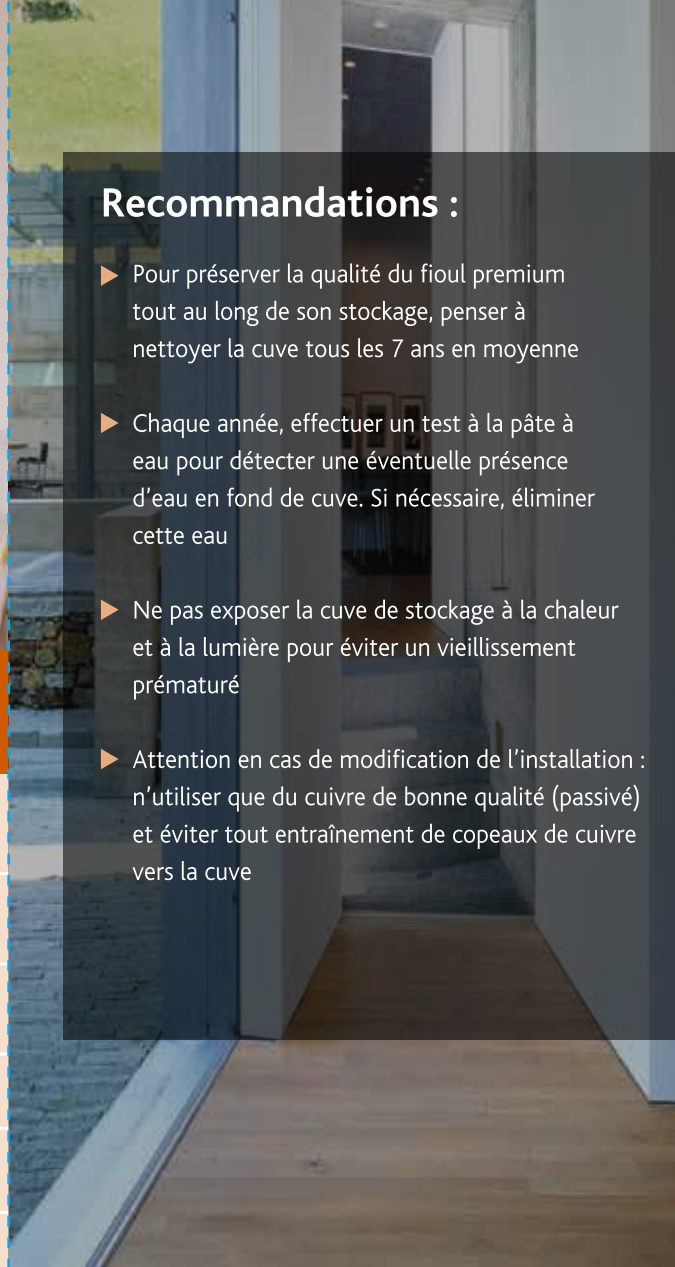 Recommandations :
Pour préserver la qualité du fioul premium
tout au long de son stockage, penser à
nettoyer la cuve tous les 7 ans en moyenne
Chaque année, effectuer un test à la pâte à
eau pour détecter une éventuelle présence
d’eau en fond de cuve. Si nécessaire, éliminer
cette eau
Ne pas exposer la cuve de stockage à la chaleur
et à la lumière pour éviter un vieillissement
prématuré
Attention en cas de modification de l’installation :
n’utiliser que du cuivre de bonne qualité (passivé)
et éviter tout entraînement de copeaux de cuivre
vers la cuve